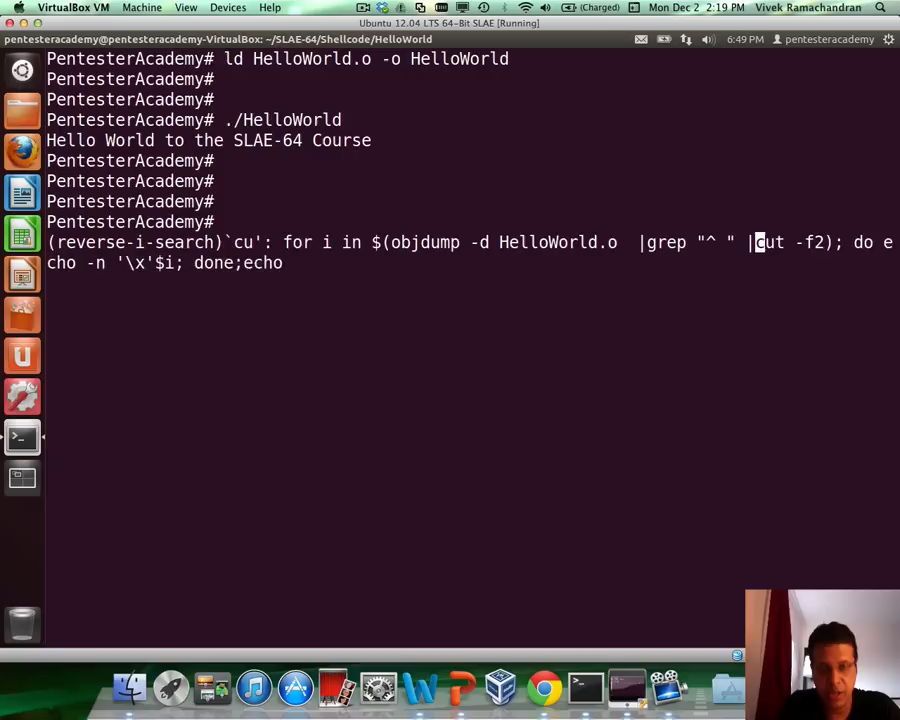 VirtualBox VM Machine Devices Help (Charged) Mon Dec 2 2:19 PM Vivek Ramachandran
Ubuntu 12.04 LTS 64-Bit SLAE [Running]
pentesteracademy@pentesteracademy-VirtualBox: ~/SLAE-64/Shellcode/HelloWorld 6:49 PM pentesteracademy
PentesterAcademy# ld HelloWorld.o -o HelloWorld
PentesterAcademy#
PentesterAcademy#
PentesterAcademy# ./HelloWorld
Hello World to the SLAE-64 Course
PentesterAcademy#
PentesterAcademy#
PentesterAcademy#
PentesterAcademy#
(reverse-i-search)`cu': for i in $(objdump -d HelloWorld.o  |grep "^ " |cut -f2); do e
cho -n '\x'$i; done;echo